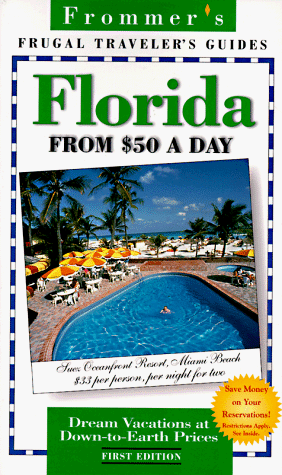 Frommer's
FRUGAL TRAVELER'S GUIDES
Florida
FROM $50 A DAY
Suez Oceanfront Resort, Miami Beach
$33 per person, per night for two
Save Money
on Your
Reservations!
Restrictions Apply.
See Inside.
Dream Vacations at
Down-to-Earth Prices
FIRST EDITION